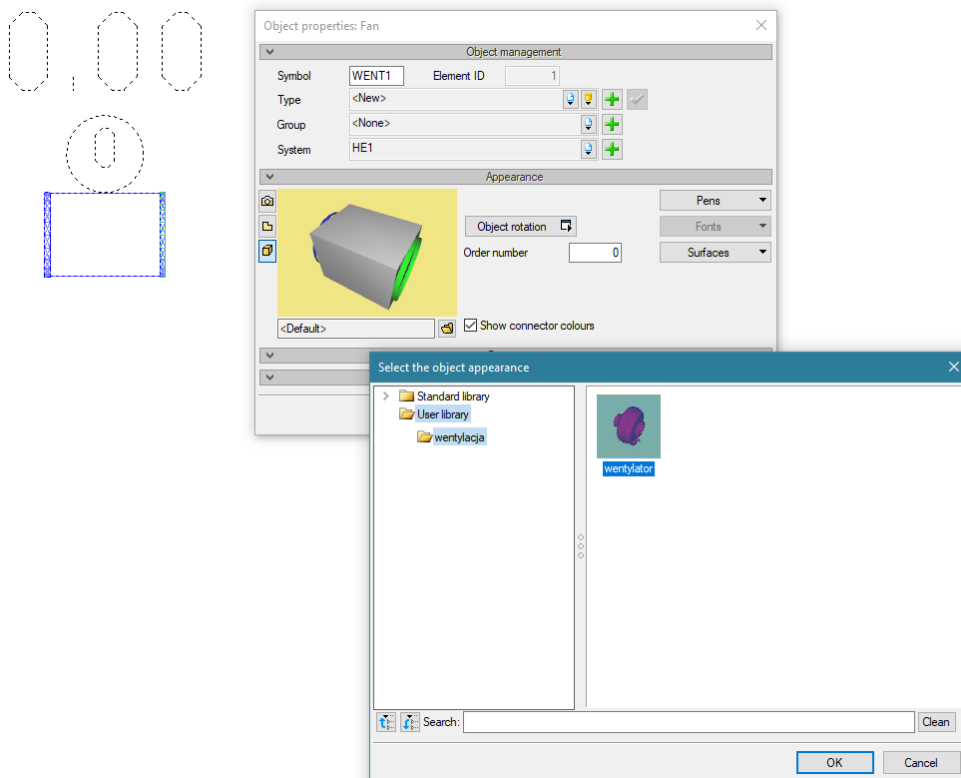 0,00
0
Object properties: Fan
Object management
Symbol WENT1 Element ID 1
Type <New>
Group <None>
System HE1
Appearance
Pens
Object rotation Fonts
Order number 0 Surfaces
<Default> Show connector colours
Select the object appearance
Standard library
User library
wentylacja
wentylator
Search: Clean
OK Cancel